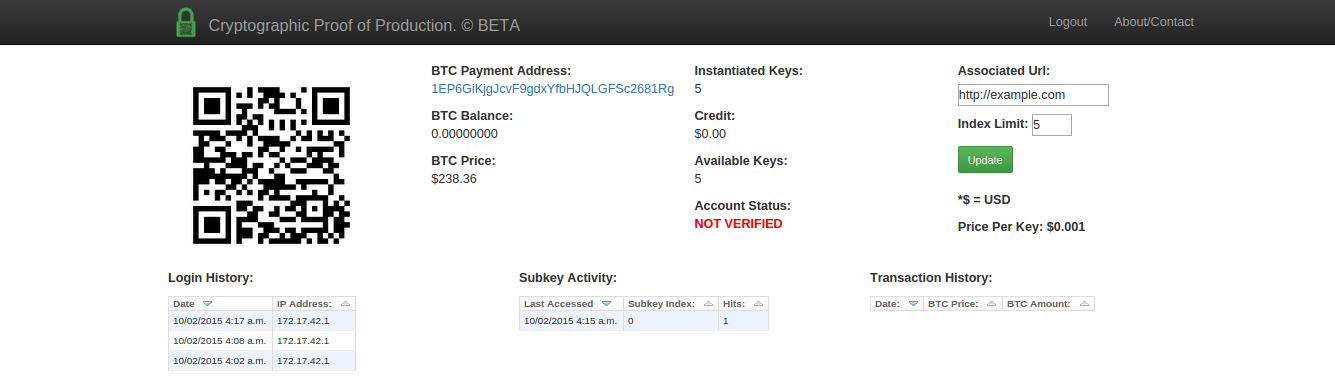 Cryptographic Proof of Production. © BETA
Logout
About/Contact
BTC Payment Address:
1EP6GiKjgJcvF9gdxYfbHJQLGFSc2681Rg
BTC Balance:
0.00000000
BTC Price:
$238.36
Instantiated Keys:
5
Credit:
$0.00
Available Keys:
5
Account Status:
NOT VERIFIED
Associated Url:
http://example.com
Index Limit: 5
Update
*$ = USD
Price Per Key: $0.001
Login History:
Date IP Address:
10/02/2015 4:17 a.m. 172.17.42.1
10/02/2015 4:08 a.m. 172.17.42.1
10/02/2015 4:02 a.m. 172.17.42.1
Subkey Activity:
Last Accessed Subkey Index: Hits:
10/02/2015 4:15 a.m. 0 1
Transaction History:
Date: BTC Price: BTC Amount: